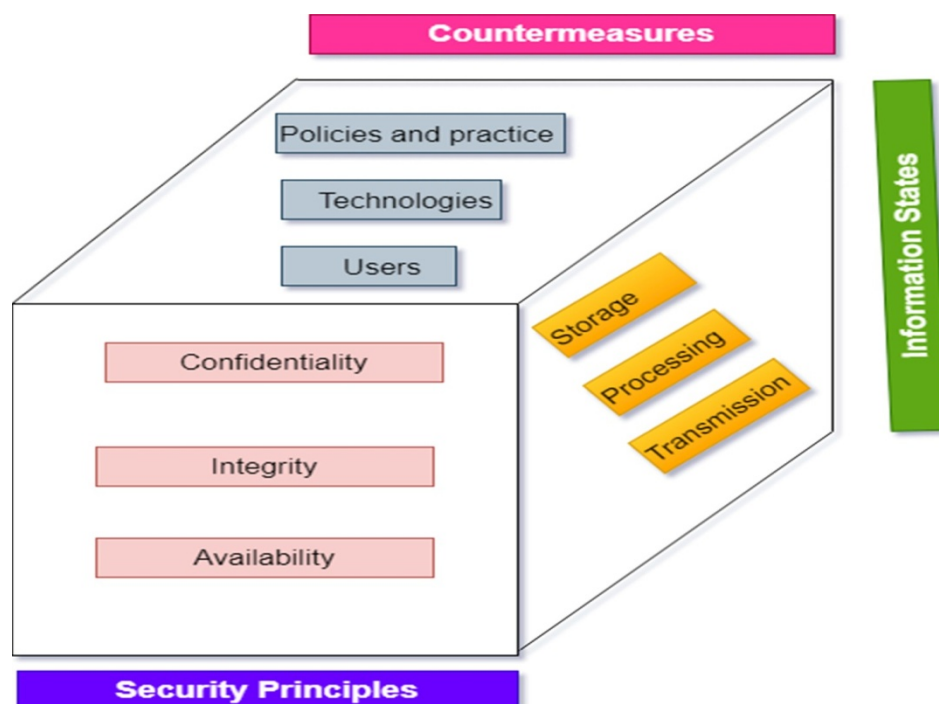 Countermeasures
Policies and practice
Technologies
Users
Information States
Storage
Processing
Transmission
Confidentiality
Integrity
Availability
Security Principles